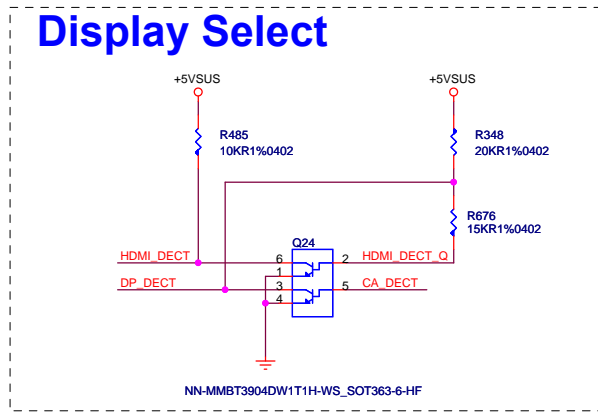 Display Select
+5VSUS +5VSUS
R485 R348
10KR1%0402 20KR1%0402
R676
15KR1%0402
Q24
HDMI_DECT 6 2 HDMI_DECT_Q
1
DP_DECT 3 5 CA_DECT
4
NN-MMBT3904DW1T1H-WS_SOT363-6-HF